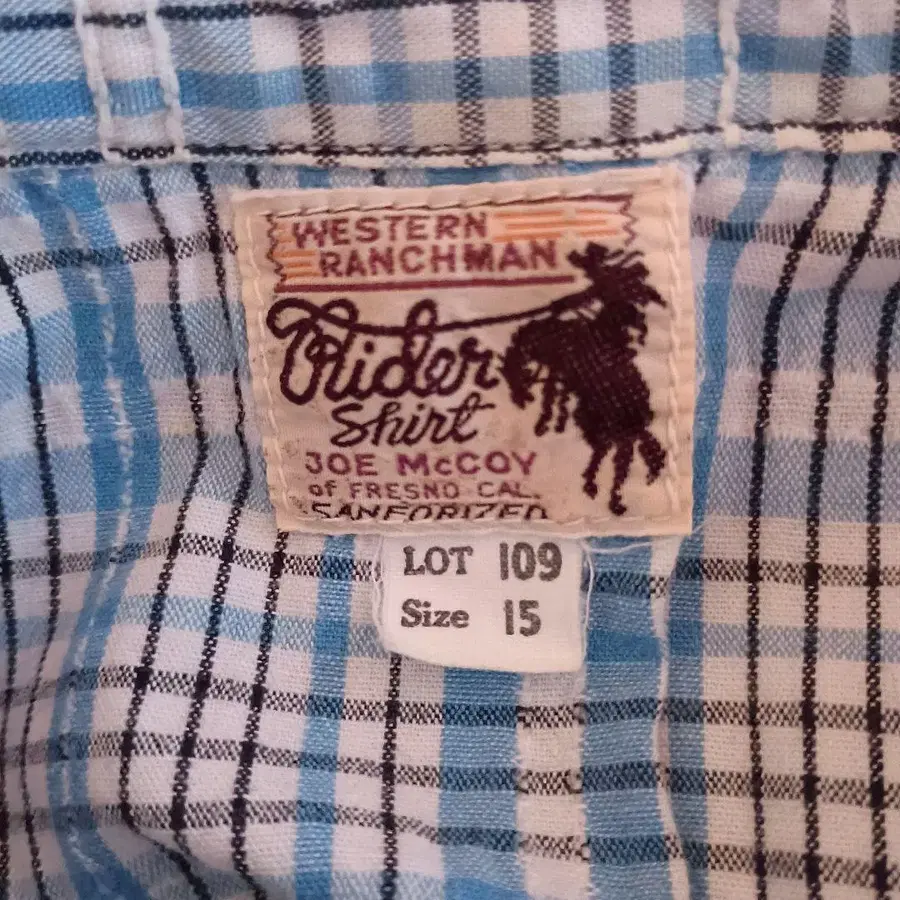 WESTERN
RANCHMAN
Rider
Shirt
JOE McCOY
of FRESNO CAL.
SANFORIZED
LOT 109
Size 15